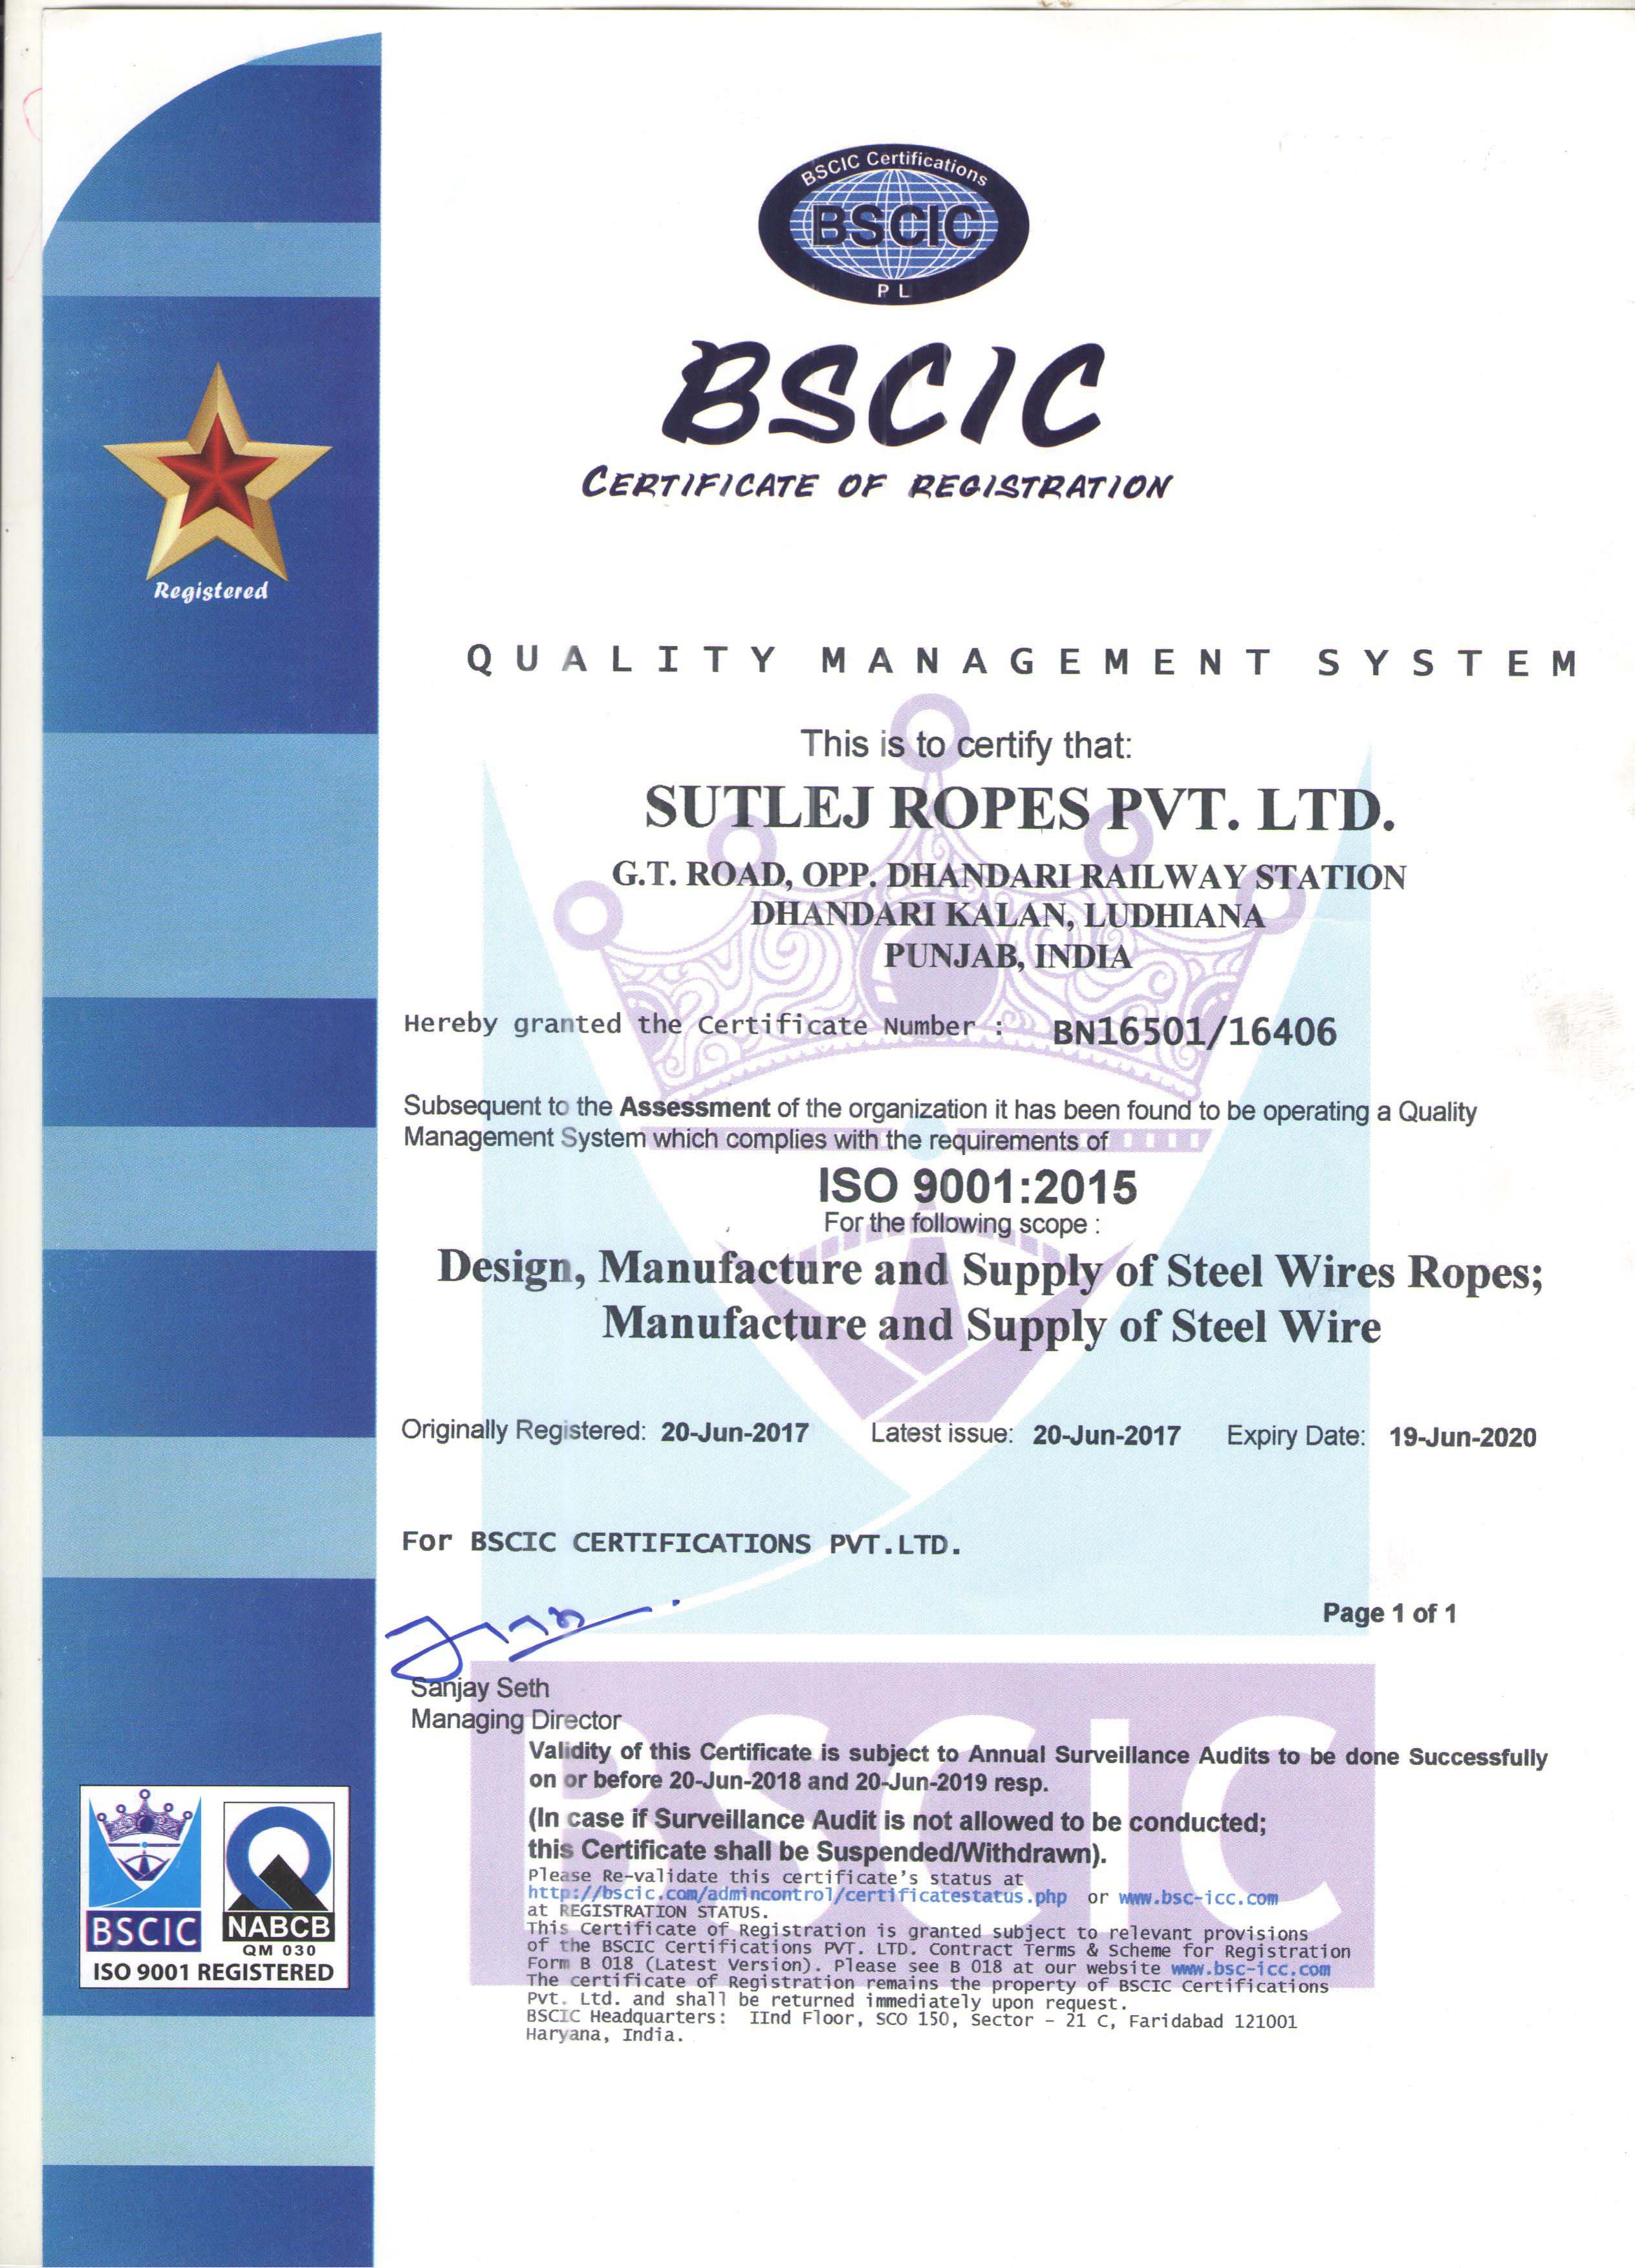 BSCIC Certifications
BSCIC
P L
BSCIC
CERTIFICATE OF REGISTRATION
Registered
QUALITY MANAGEMENT SYSTEM
This is to certify that:
SUTLEJ ROPES PVT. LTD.
G.T. ROAD, OPP. DHANDARI RAILWAY STATION
DHANDARI KALAN, LUDHIANA
PUNJAB, INDIA
Hereby granted the Certificate Number : BN16501/16406
Subsequent to the Assessment of the organization it has been found to be operating a Quality
Management System which complies with the requirements of
ISO 9001:2015
For the following scope :
Design, Manufacture and Supply of Steel Wires Ropes;
Manufacture and Supply of Steel Wire
Originally Registered: 20-Jun-2017 Latest issue: 20-Jun-2017 Expiry Date: 19-Jun-2020
For BSCIC CERTIFICATIONS PVT.LTD.
Page 1 of 1
Sanjay Seth
Managing Director
BSCIC
Validity of this Certificate is subject to Annual Surveillance Audits to be done Successfully
on or before 20-Jun-2018 and 20-Jun-2019 resp.
(In case if Surveillance Audit is not allowed to be conducted;
this Certificate shall be Suspended/Withdrawn).
Please Re-validate this certificate's status at
http://bscic.com/admincontrol/certificatestatus.php or www.bsc-icc.com
at REGISTRATION STATUS.
This Certificate of Registration is granted subject to relevant provisions
of the BSCIC Certifications PVT. LTD. Contract Terms & Scheme for Registration
Form B 018 (Latest Version). Please see B 018 at our website www.bsc-icc.com
The certificate of Registration remains the property of BSCIC Certifications
Pvt. Ltd. and shall be returned immediately upon request.
BSCIC Headquarters: IInd Floor, SCO 150, Sector - 21 C, Faridabad 121001
Haryana, India.
BSCIC
NABCB
QM 030
ISO 9001 REGISTERED